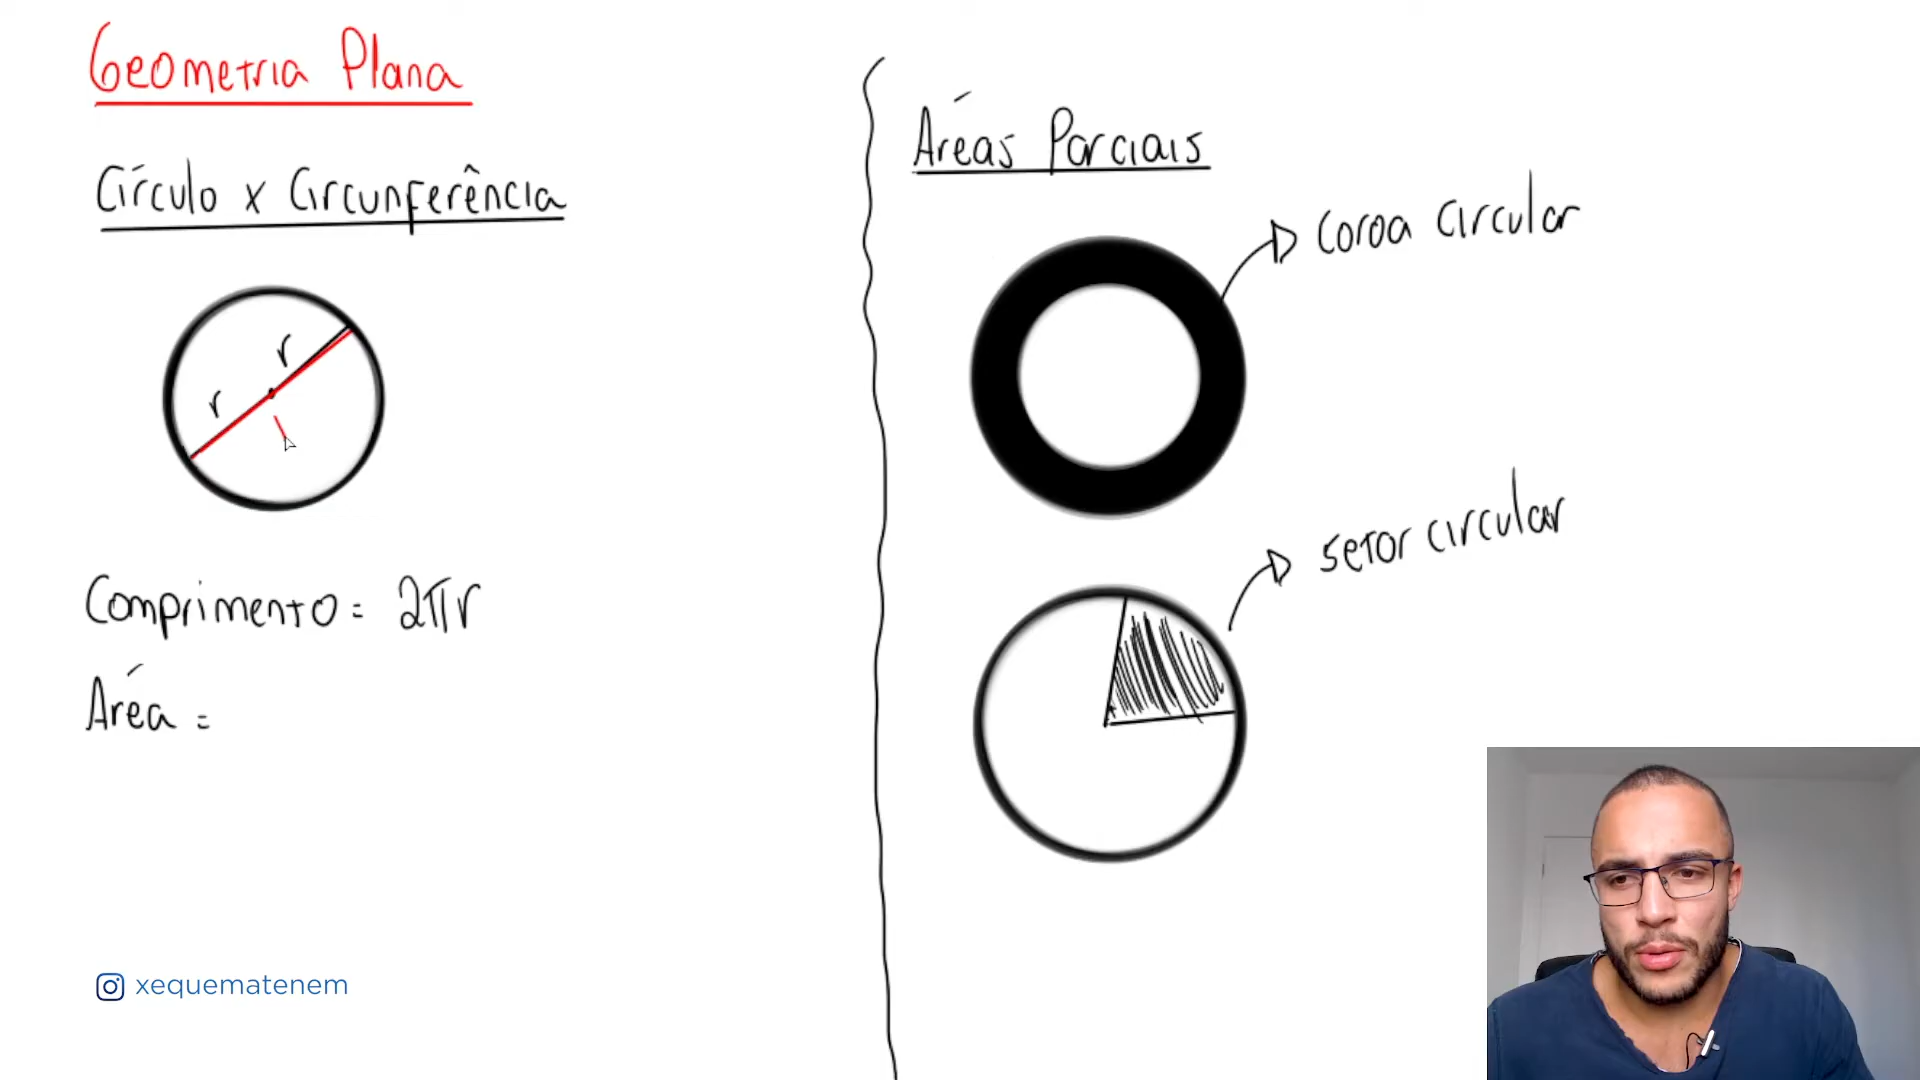 Geometria Plana
Círculo x Circunferência
r
r
Comprimento = 2πr
Área =
xequematenem
Áreas Parciais
coroa circular
setor circular